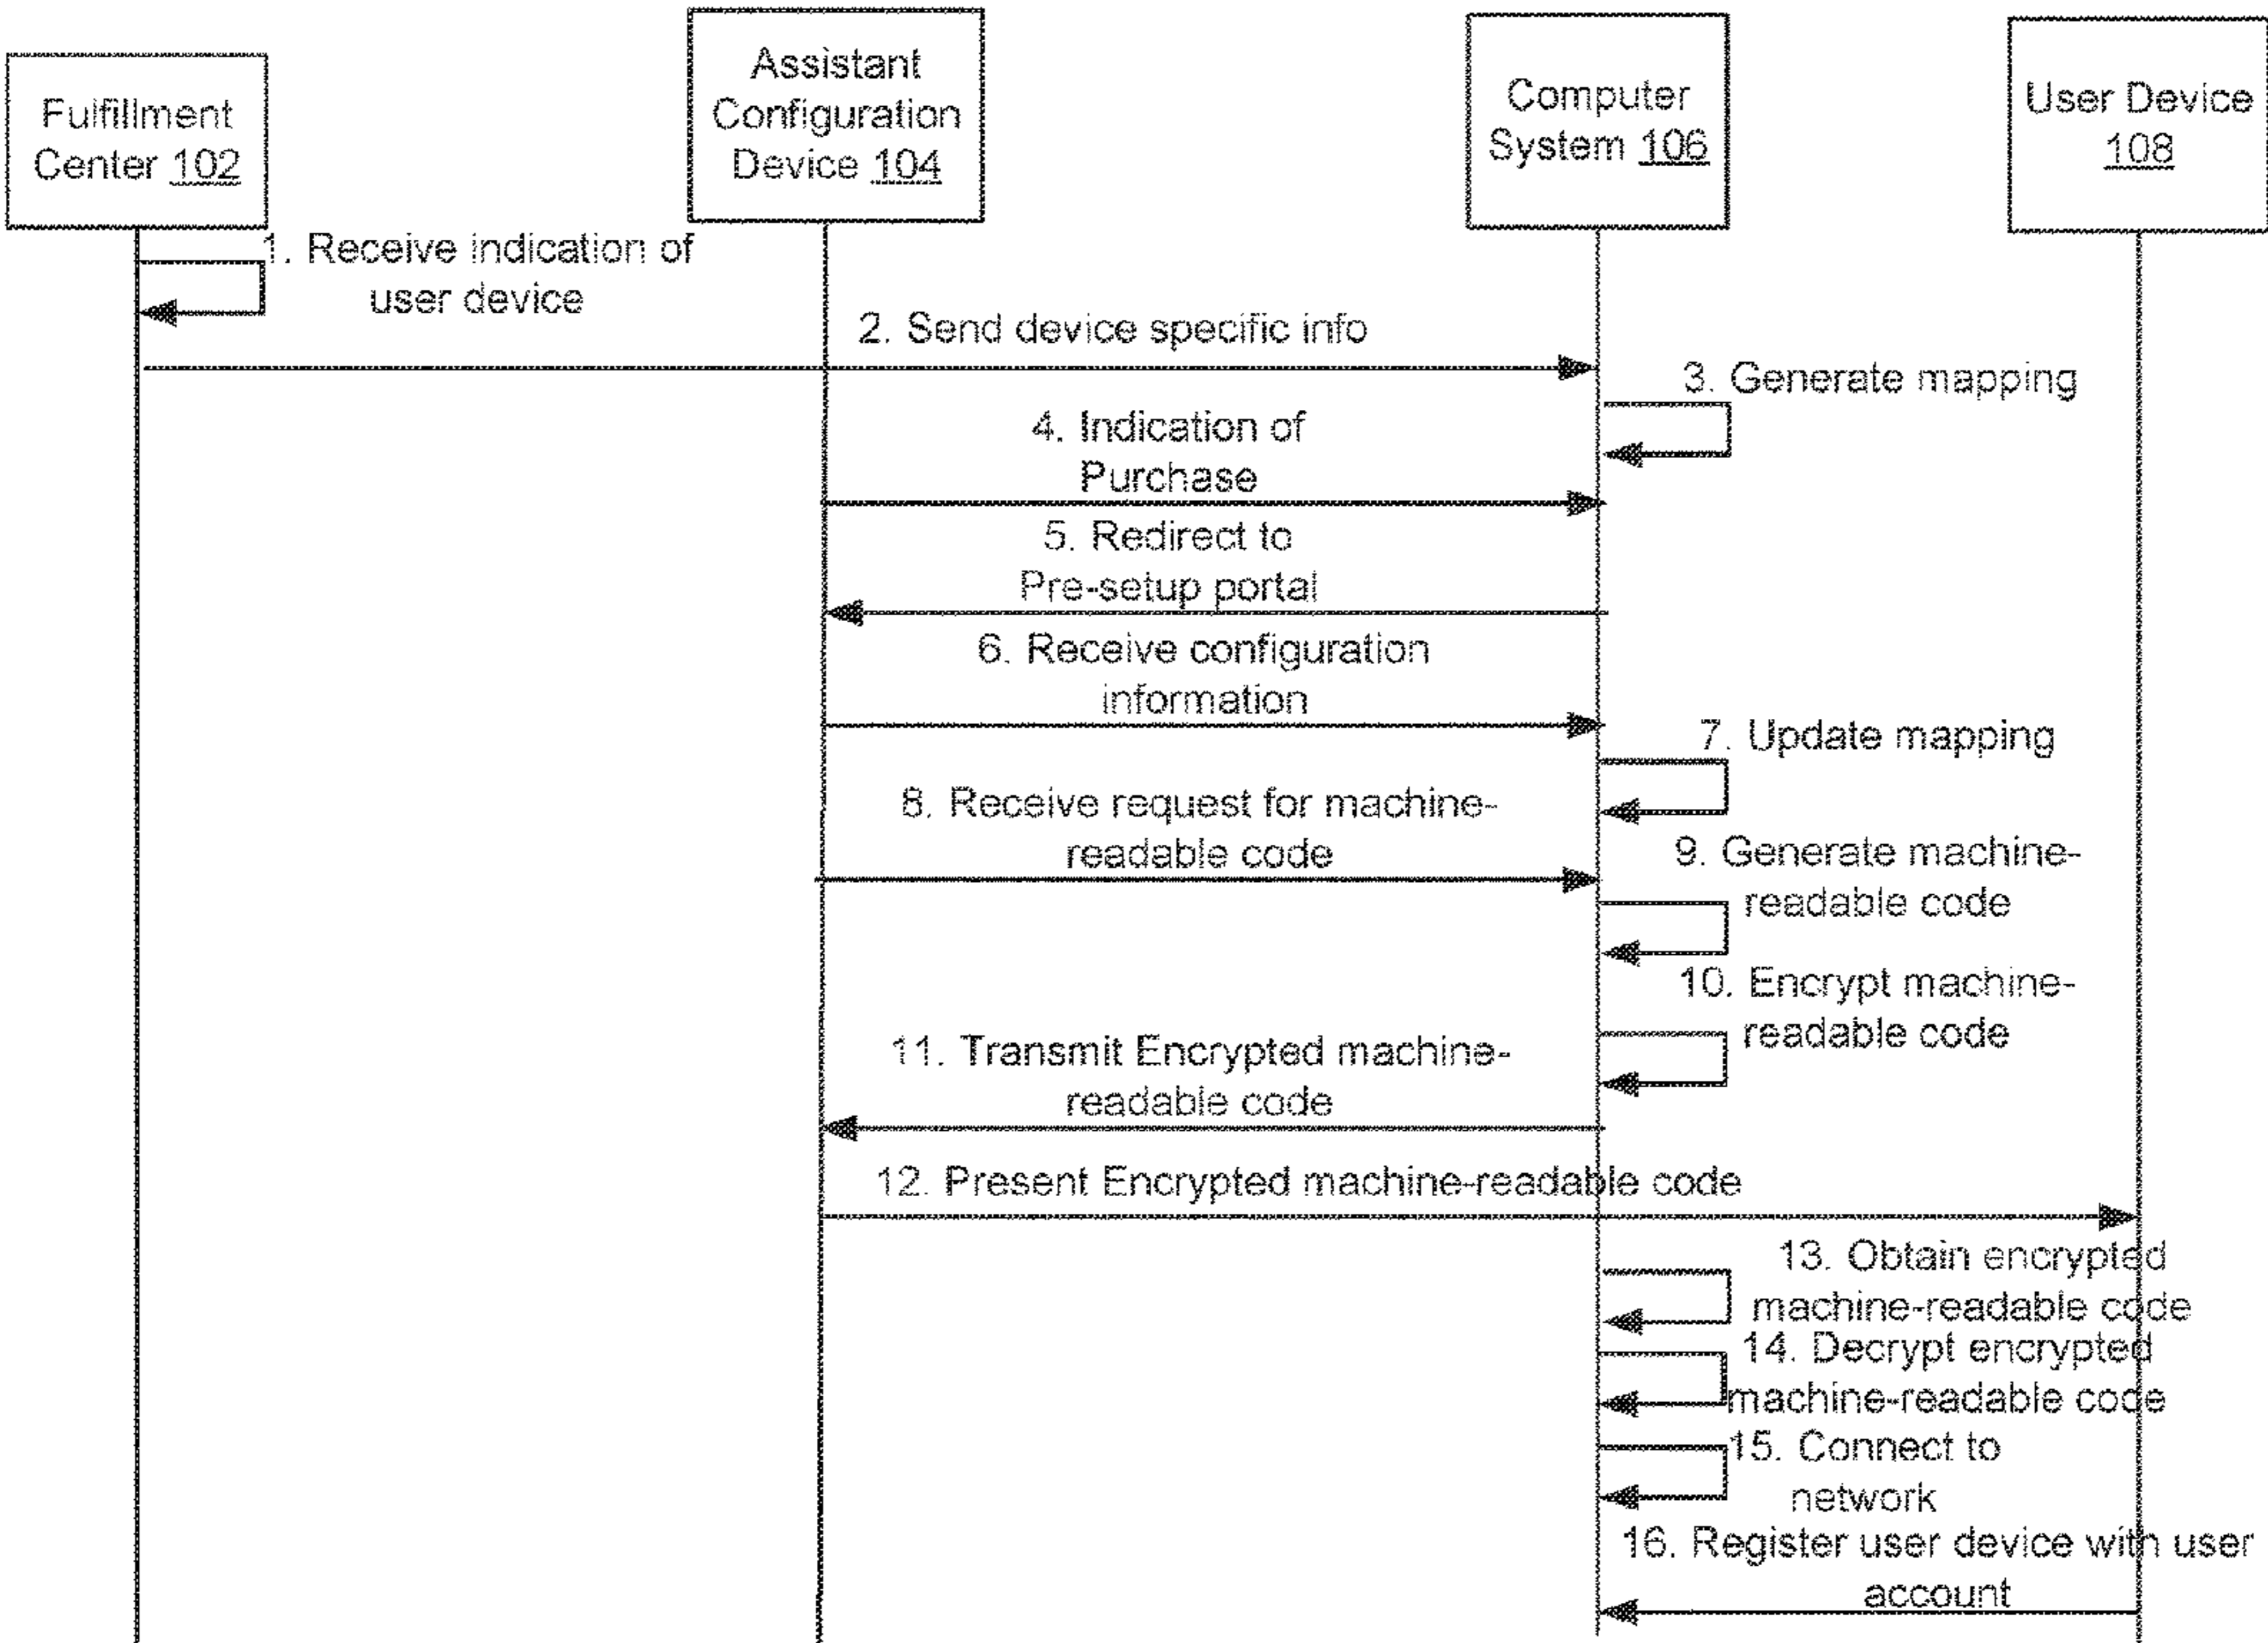 Fulfillment
Center 102
Assistant
Configuration
Device 104
Computer
System 106
User Device
108
1. Receive indication of
user device
2. Send device specific info
3. Generate mapping
4. Indication of
Purchase
5. Redirect to
Pre-setup portal
6. Receive configuration
information
7. Update mapping
8. Receive request for machine-
readable code
9. Generate machine-
readable code
10. Encrypt machine-
readable code
11. Transmit Encrypted machine-
readable code
12. Present Encrypted machine-readable code
13. Obtain encrypted
machine-readable code
14. Decrypt encrypted
machine-readable code
15. Connect to
network
16. Register user device with user
account